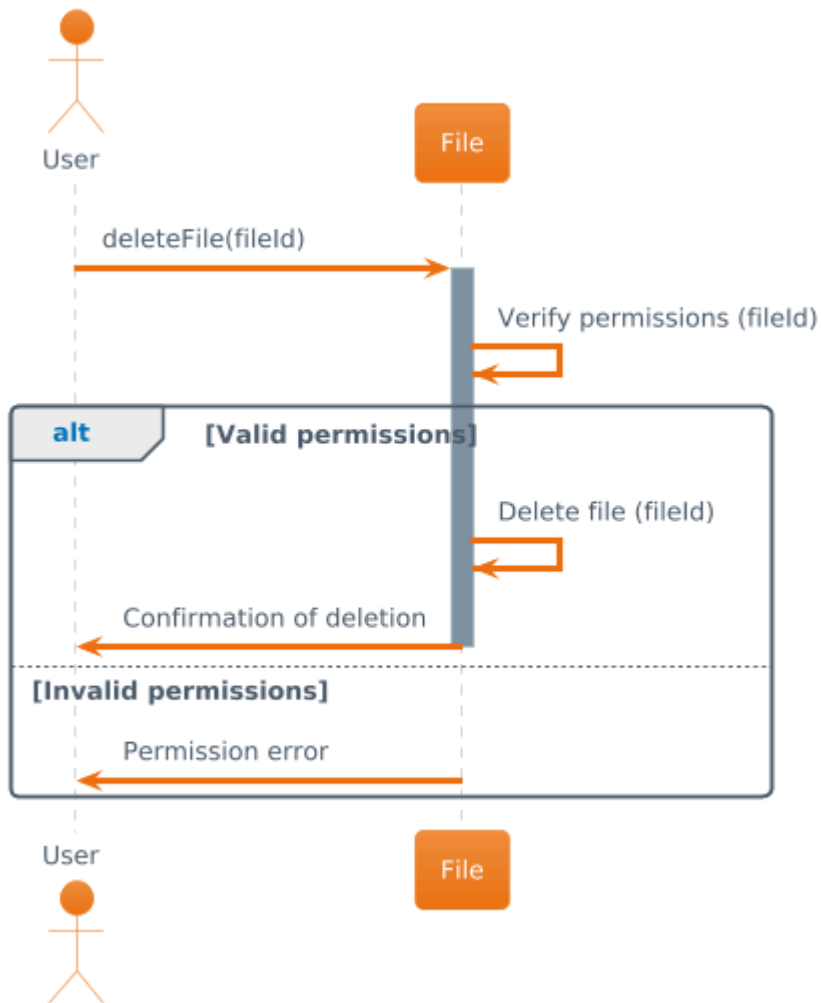 User
File
deleteFile(fileId)
Verify permissions (fileId)
alt
[Valid permissions]
Delete file (fileId)
Confirmation of deletion
[Invalid permissions]
Permission error
User
File